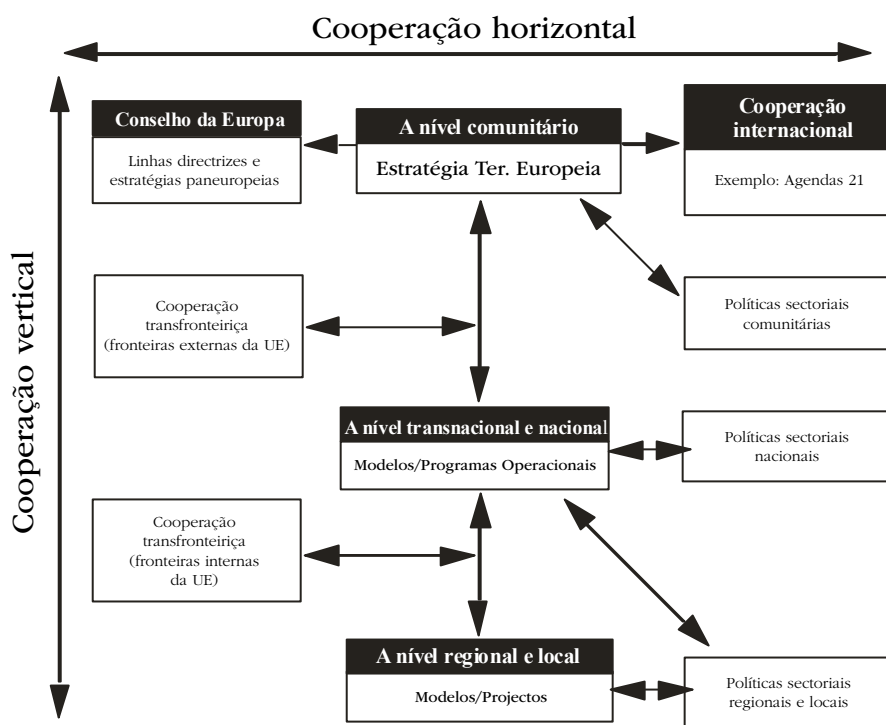 Cooperação horizontal
Cooperação vertical
Conselho da Europa
Linhas directrizes e
estratégias paneuropeias
A nível comunitário
Estratégia Ter. Europeia
Cooperação
internacional
Exemplo: Agendas 21
Cooperação
transfronteiriça
(fronteiras externas da UE)
Políticas sectoriais
comunitárias
A nível transnacional e nacional
Modelos/Programas Operacionais
Políticas sectoriais
nacionais
Cooperação
transfronteiriça
(fronteiras internas
da UE)
A nível regional e local
Modelos/Projectos
Políticas sectoriais
regionais e locais